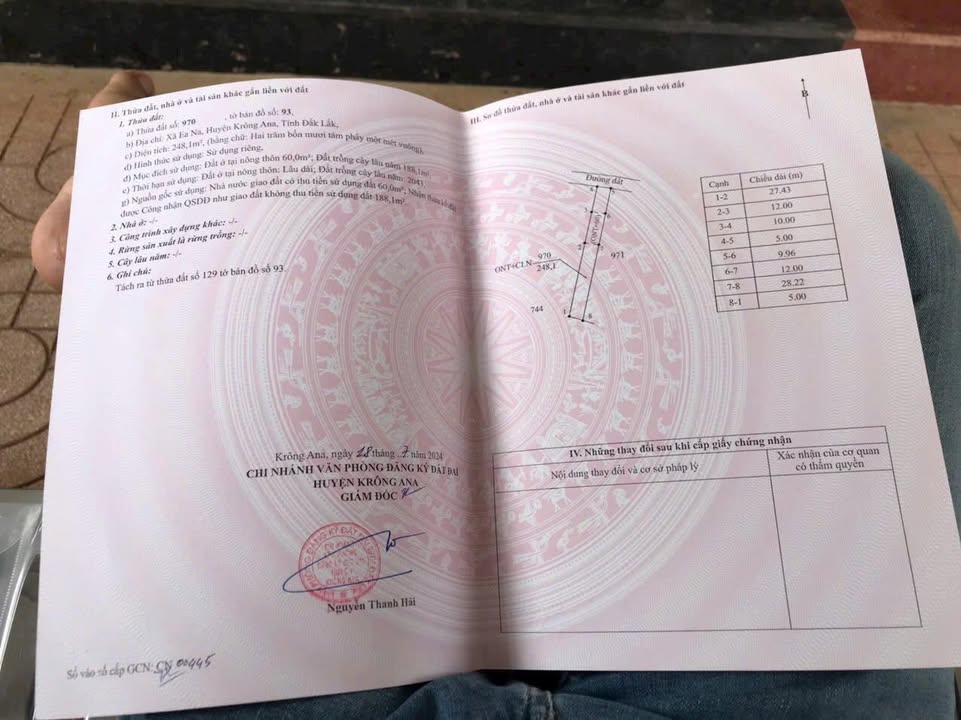 II. Thửa đất, nhà ở và tài sản khác gắn liền với đất
1. Thửa đất:
a) Thửa đất số: 970 , tờ bản đồ số: 93,
b) Địa chỉ: Xã Ea Na, Huyện Krông Ana, Tỉnh Đắk Lắk,
c) Diện tích: 248,1m², (bằng chữ: Hai trăm bốn mươi tám phẩy một mét vuông),
d) Hình thức sử dụng: Sử dụng riêng,
đ) Mục đích sử dụng: Đất ở tại nông thôn 60,0m²; Đất trồng cây lâu năm 188,1m²,
e) Thời hạn sử dụng: Đất ở tại nông thôn: Lâu dài; Đất trồng cây lâu năm: 2043,
g) Nguồn gốc sử dụng: Nhà nước giao đất có thu tiền sử dụng đất 60,0m²; Nhận thừa kế đất
được Công nhận QSDĐ như giao đất không thu tiền sử dụng đất 188,1m².
2. Nhà ở: -/-
3. Công trình xây dựng khác: -/-
4. Rừng sản xuất là rừng trồng: -/-
5. Cây lâu năm: -/-
6. Ghi chú:
Tách ra từ thửa đất số 129 tờ bản đồ số 93.
Krông Ana, ngày 28 tháng 7 năm 2024
CHI NHÁNH VĂN PHÒNG ĐĂNG KÝ ĐẤT ĐAI
HUYỆN KRÔNG ANA
GIÁM ĐỐC
Nguyễn Thanh Hải
Số vào sổ cấp GCN: CN 00445
III. Sơ đồ thửa đất, nhà ở và tài sản khác gắn liền với đất
B
Đường đất
ONT+CLN 970
248,1
971
744
1 8
Cạnh Chiều dài (m)
1-2 27.43
2-3 12.00
3-4 10.00
4-5 5.00
5-6 9.96
6-7 12.00
7-8 28.22
8-1 5.00
IV. Những thay đổi sau khi cấp giấy chứng nhận
Nội dung thay đổi và cơ sở pháp lý
Xác nhận của cơ quan
có thẩm quyền